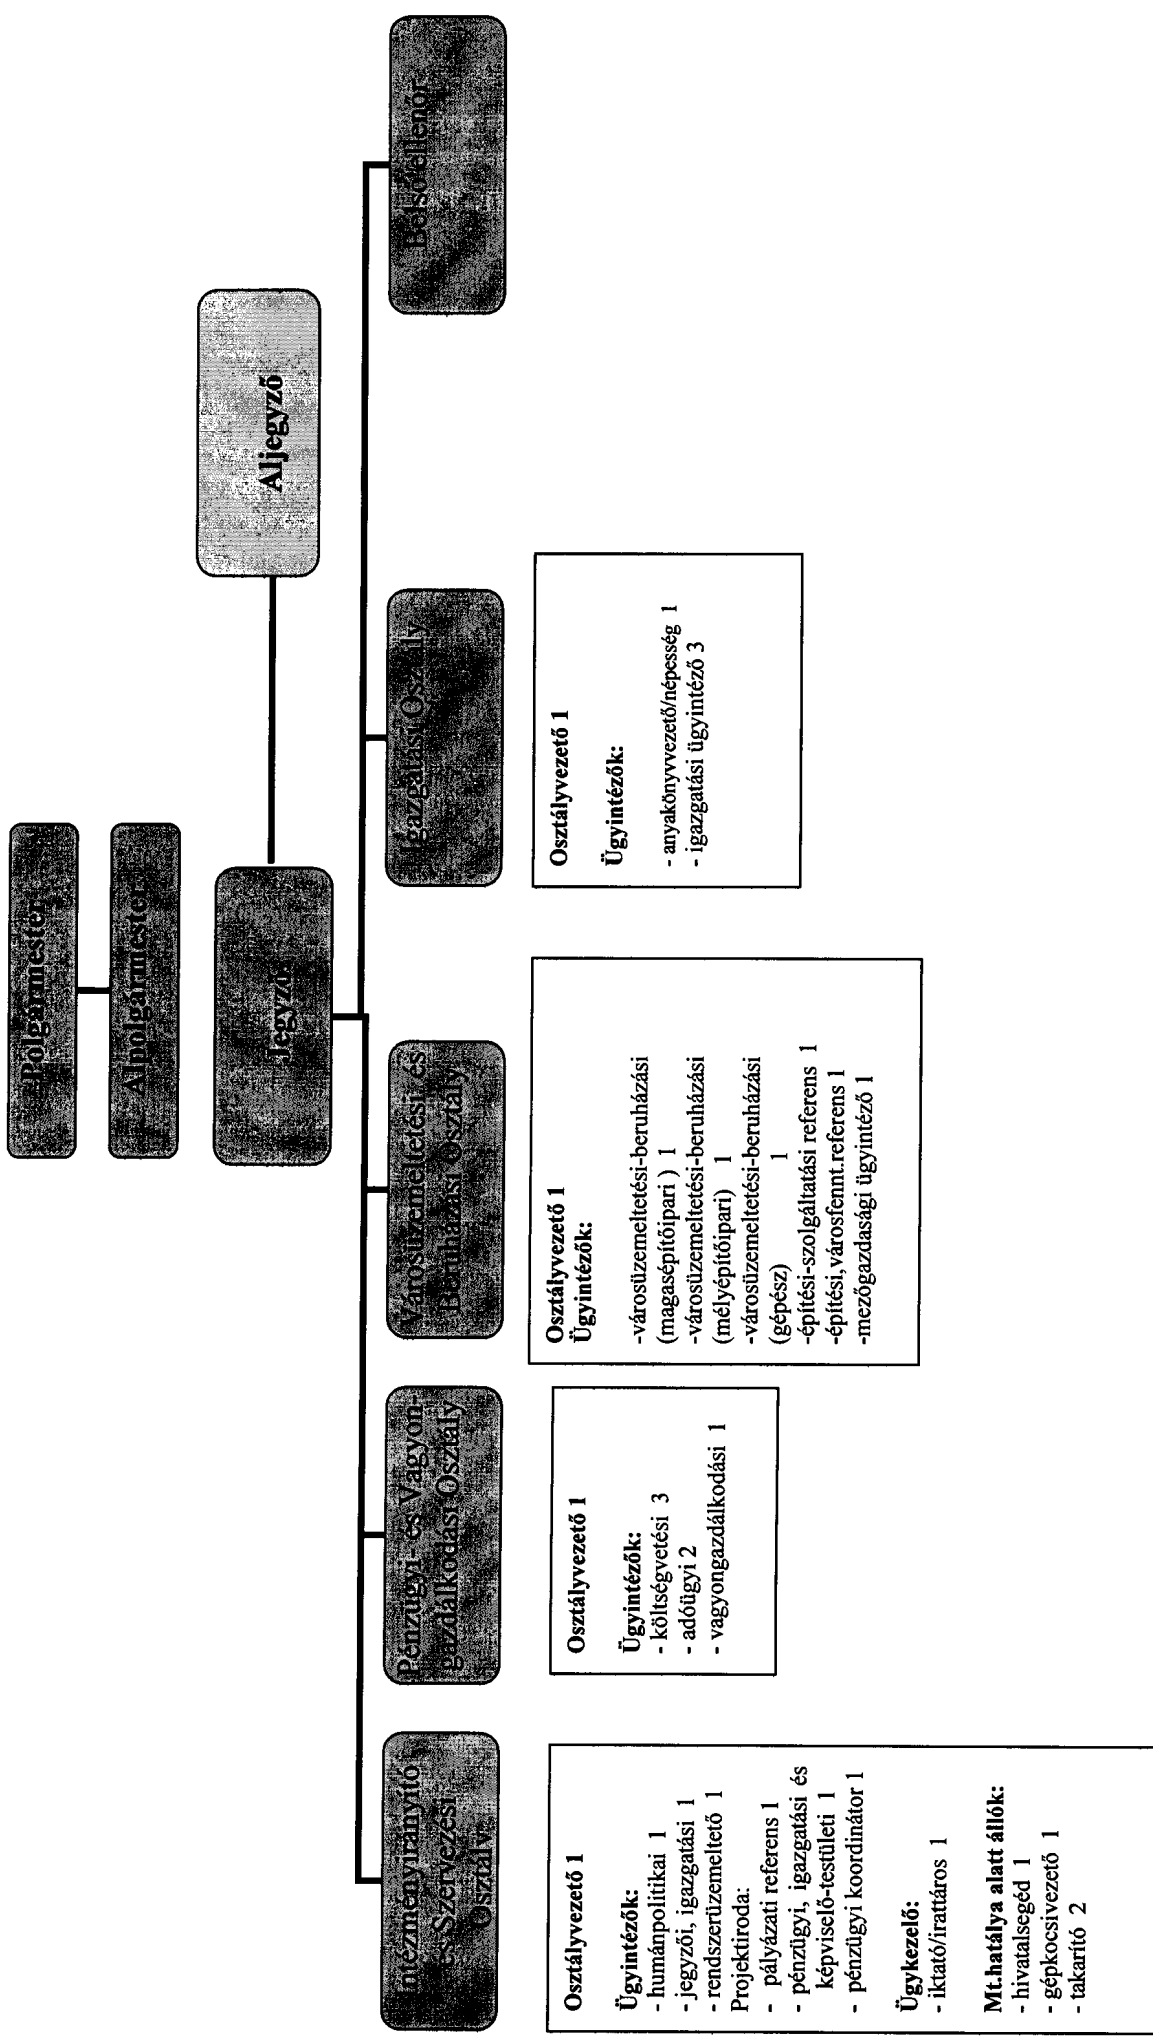 Polgármester
Alpolgármester
Jegyző
Aljegyző
Intézményirányító
és Szervezési
Osztály
Pénzügyi- és Vagyon-
gazdálkodási Osztály
Városüzemeltetési és
Beruházási Osztály
Igazgatási Osztály
Belső ellenőr
Osztályvezető 1
Ügyintézők:
- humánpolitikai 1
- jegyzői, igazgatási 1
- rendszerüzemeltető 1
Projektiroda:
- pályázati referens 1
- pénzügyi, igazgatási és
képviselő-testületi 1
- pénzügyi koordinátor 1
Ügykezelő:
- iktató/irattáros 1
Mt.hatálya alatt állók:
- hivatalsegéd 1
- gépkocsivezető 1
- takarító 2
Osztályvezető 1
Ügyintézők:
- költségvetési 3
- adóügyi 2
- vagyongazdálkodási 1
Osztályvezető 1
Ügyintézők:
-városüzemeltetési-beruházási
(magasépítőipari ) 1
-városüzemeltetési-beruházási
(mélyépítőipari) 1
-városüzemeltetési-beruházási
(gépész) 1
-építési-szolgáltatási referens 1
-építési,városfennt.referens 1
-mezőgazdasági ügyintéző 1
Osztályvezető 1
Ügyintézők:
- anyakönyvvezető/népesség 1
- igazgatási ügyintéző 3